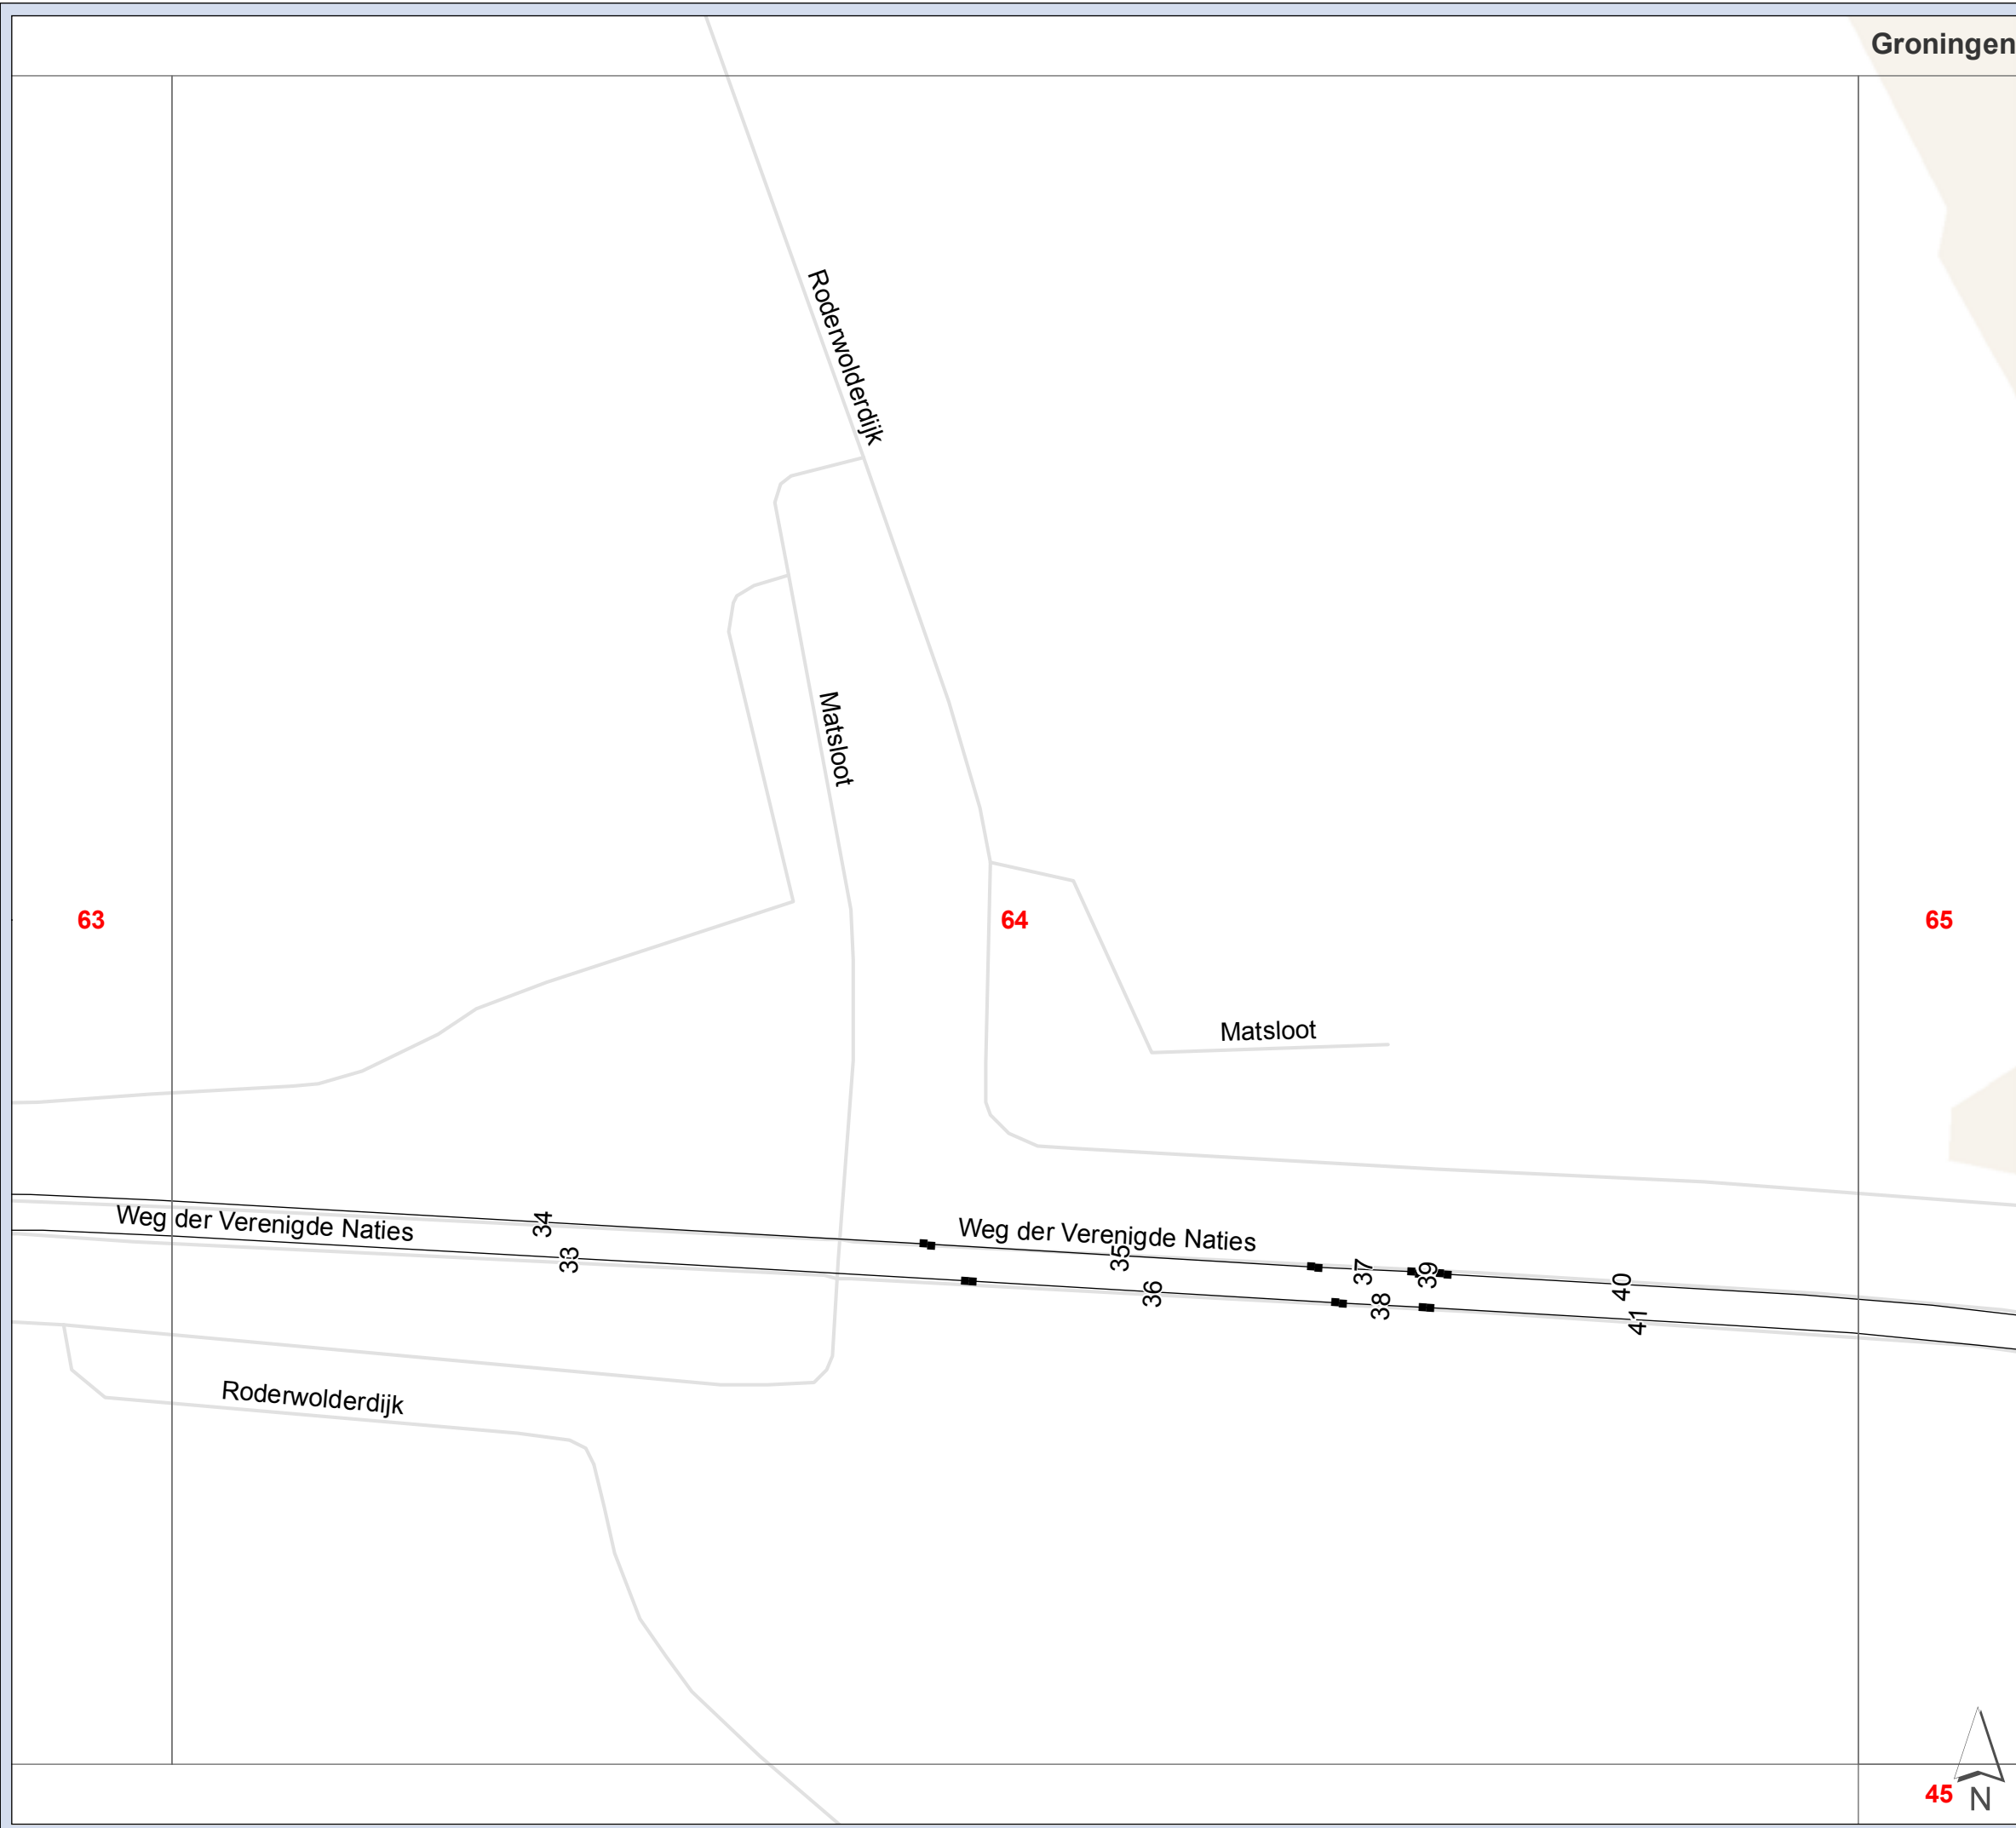 Groningen
Roderwolderdijk
Matsloot
63
64
65
Matsloot
Weg der Verenigde Naties
34
33
Weg der Verenigde Naties
35
36
37
38
39
40
41
Roderwolderdijk
45
N